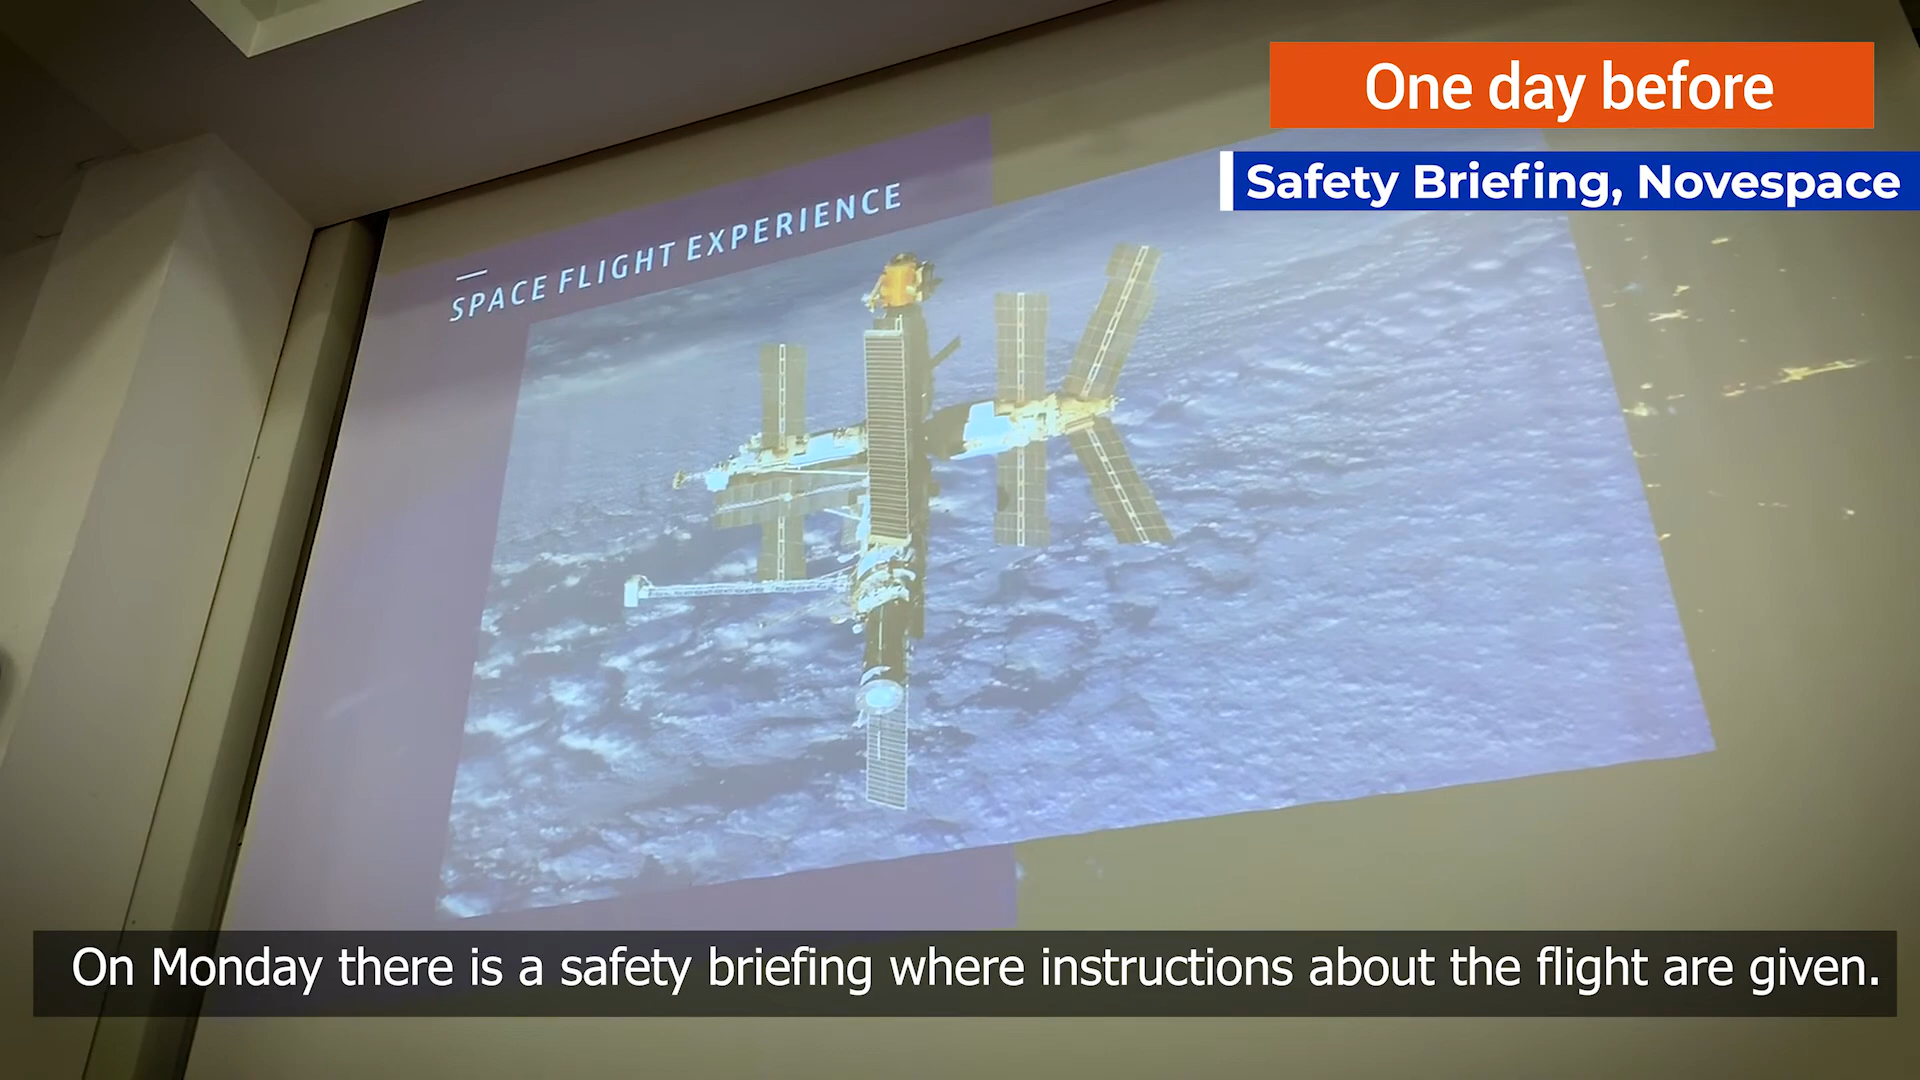 One day before
Safety Briefing, Novespace
SPACE FLIGHT EXPERIENCE
On Monday there is a safety briefing where instructions about the flight are given.